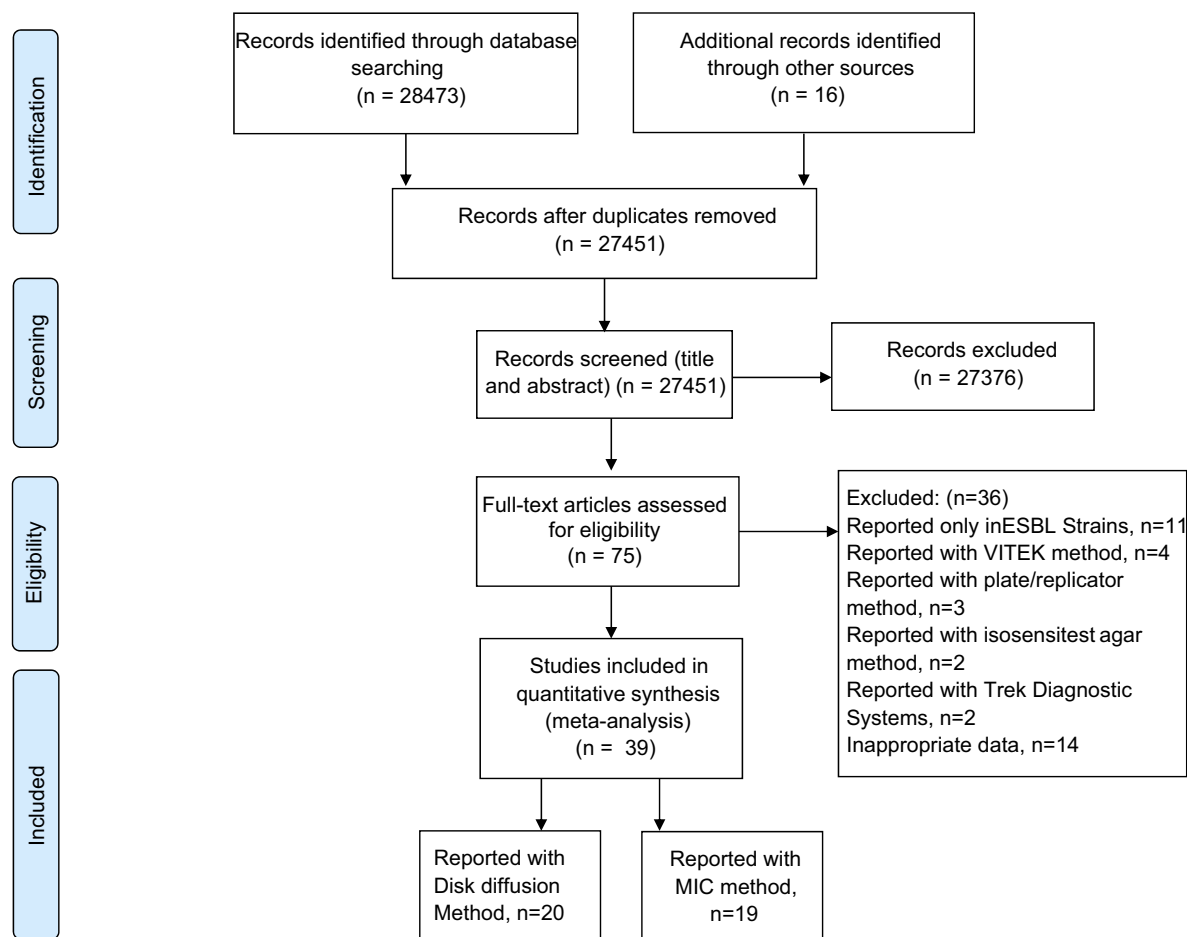 Identification
Records identified through database
searching
(n = 28473)
Additional records identified
through other sources
(n = 16)
Records after duplicates removed
(n = 27451)
Screening
Records screened (title
and abstract) (n = 27451)
Records excluded
(n = 27376)
Eligibility
Full-text articles assessed
for eligibility
(n = 75)
Excluded: (n=36)
Reported only inESBL Strains, n=11
Reported with VITEK method, n=4
Reported with plate/replicator
method, n=3
Reported with isosensitest agar
method, n=2
Reported with Trek Diagnostic
Systems, n=2
Inappropriate data, n=14
Included
Studies included in
quantitative synthesis
(meta-analysis)
(n = 39)
Reported with
Disk diffusion
Method, n=20
Reported with
MIC method,
n=19